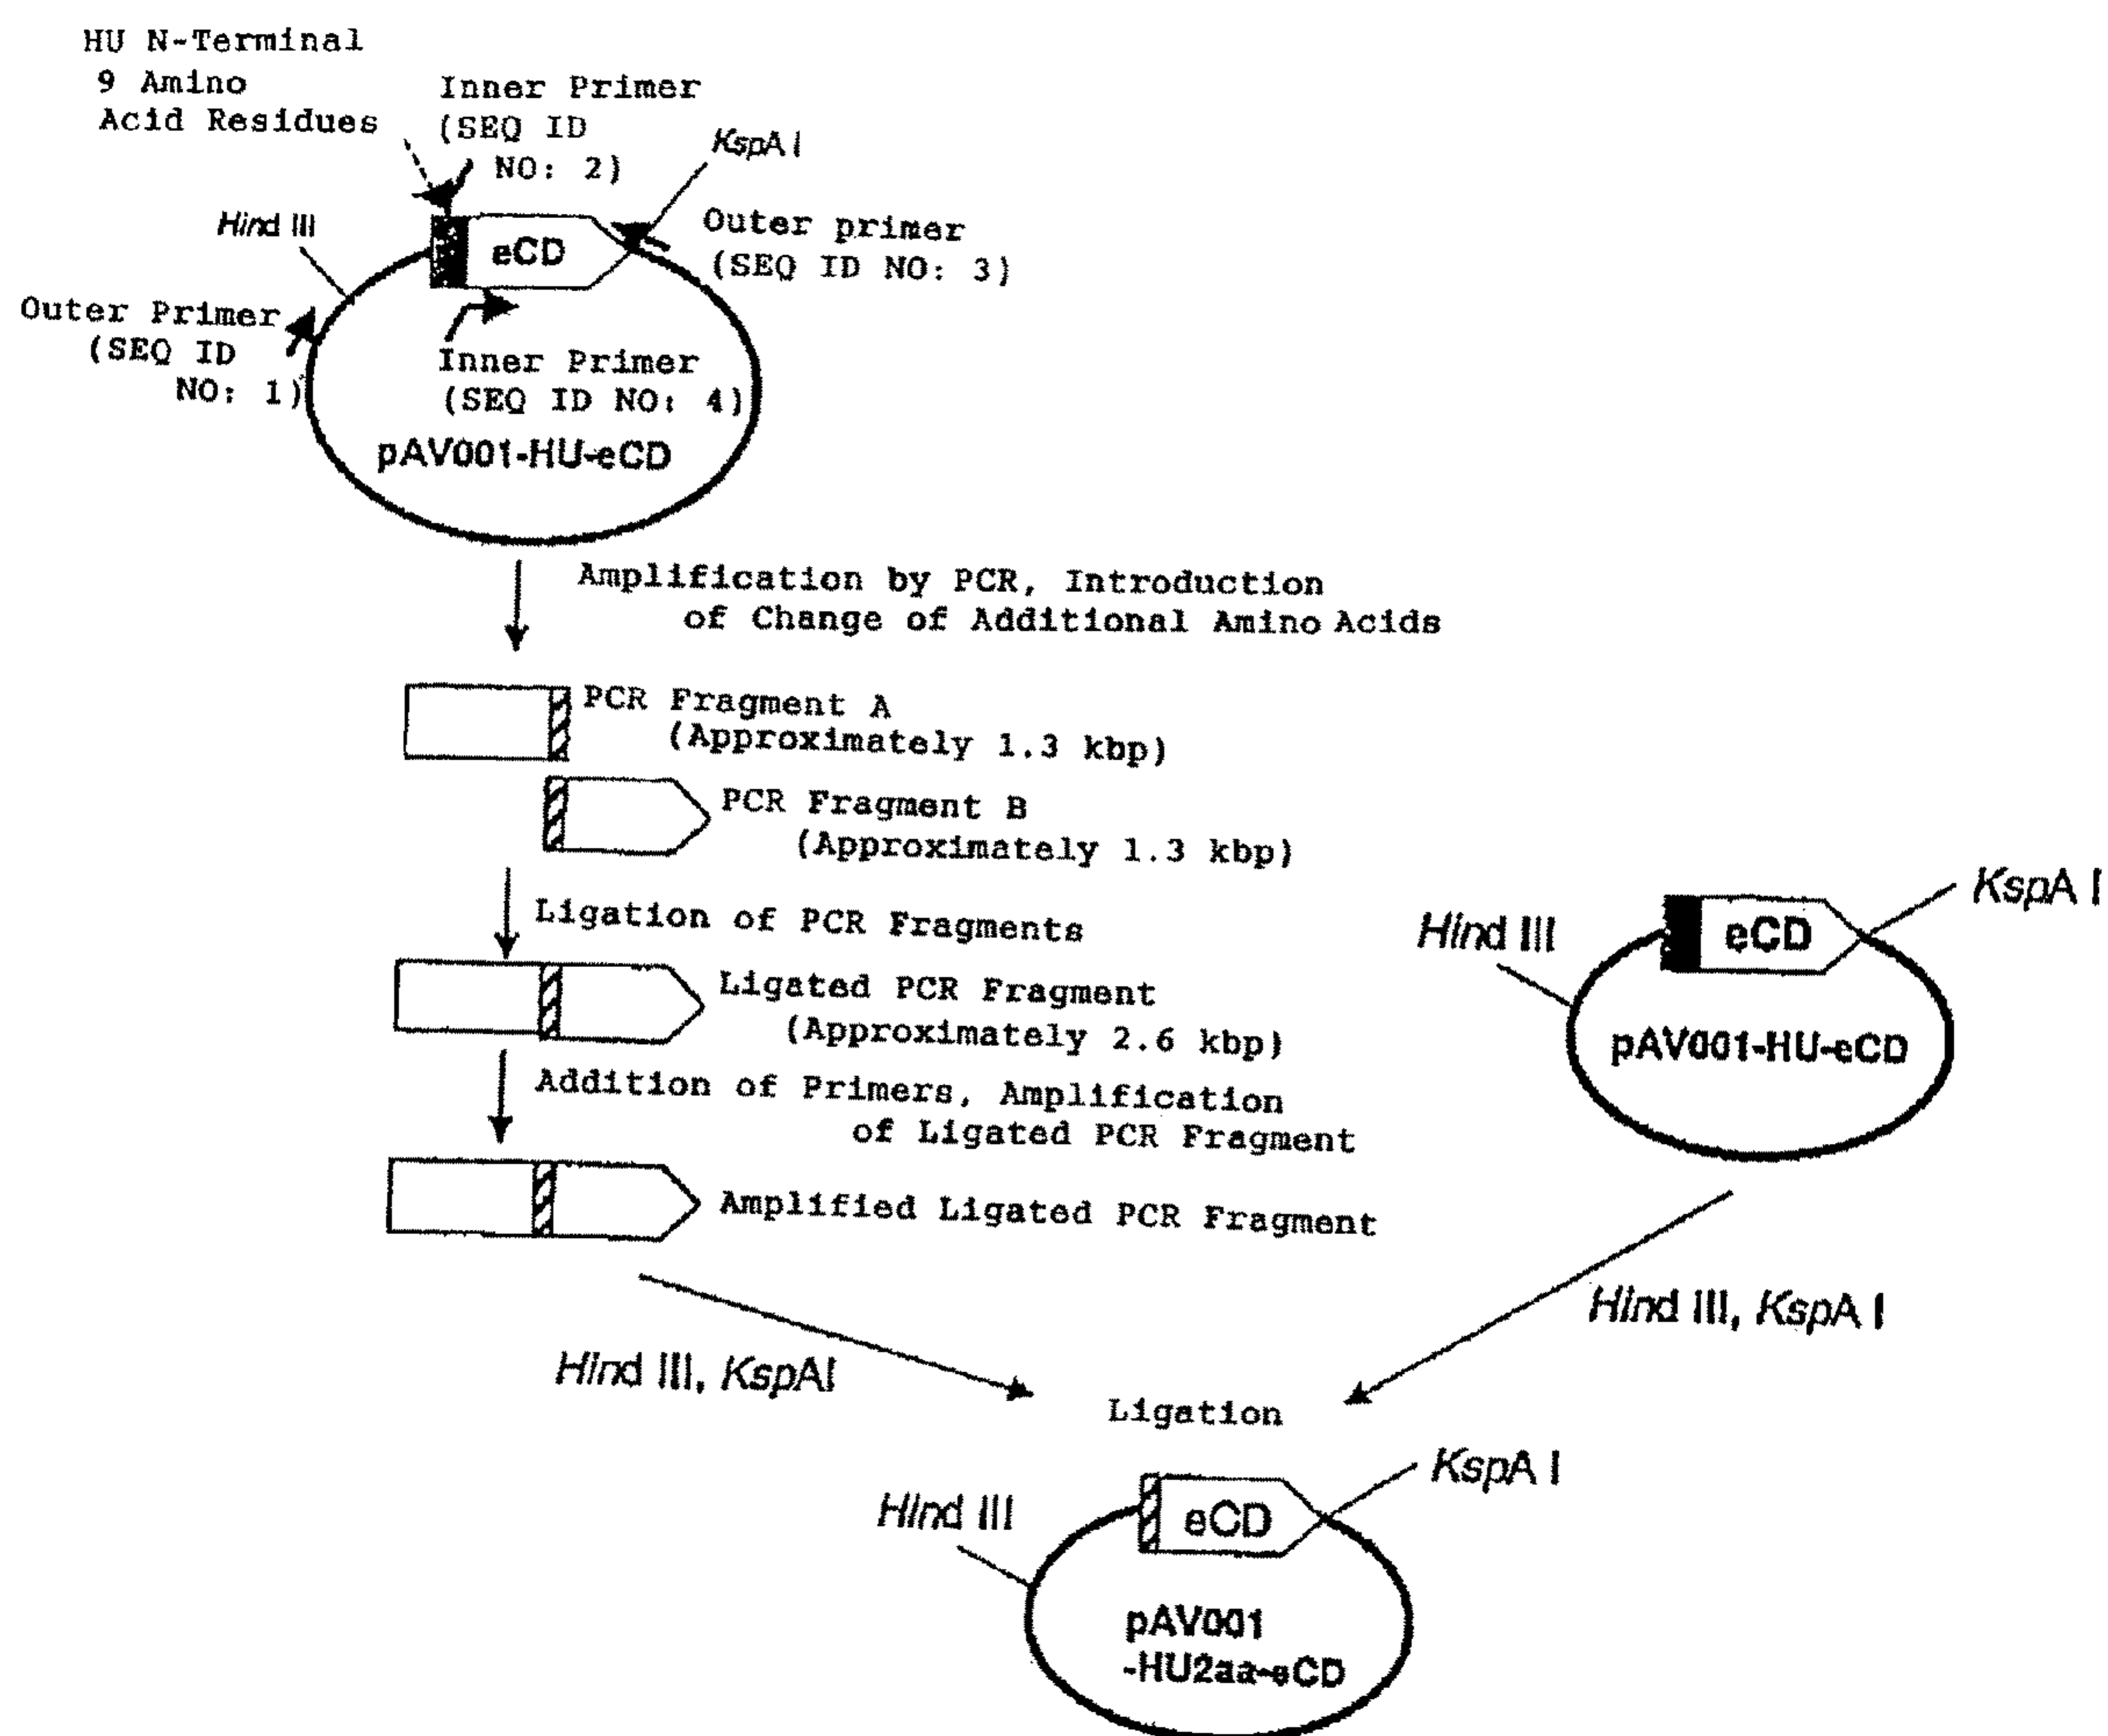 HU N-Terminal
9 Amino
Acid Residues
Inner Primer
(SEQ ID
NO: 2)
KspA I
Hind III
eCD
Outer primer
(SEQ ID NO: 3)
Outer Primer
(SEQ ID
NO: 1)
Inner Primer
(SEQ ID NO: 4)
pAV001-HU-eCD
Amplification by PCR, Introduction
of Change of Additional Amino Acids
PCR Fragment A
(Approximately 1.3 kbp)
PCR Fragment B
(Approximately 1.3 kbp)
Ligation of PCR Fragments
Ligated PCR Fragment
(Approximately 2.6 kbp)
Addition of Primers, Amplification
of Ligated PCR Fragment
Amplified Ligated PCR Fragment
KspA I
Hind III
eCD
pAV001-HU-eCD
Hind III, KspAI
Hind III, KspA I
Ligation
KspA I
Hind III
eCD
pAV001
-HU2aa-eCD